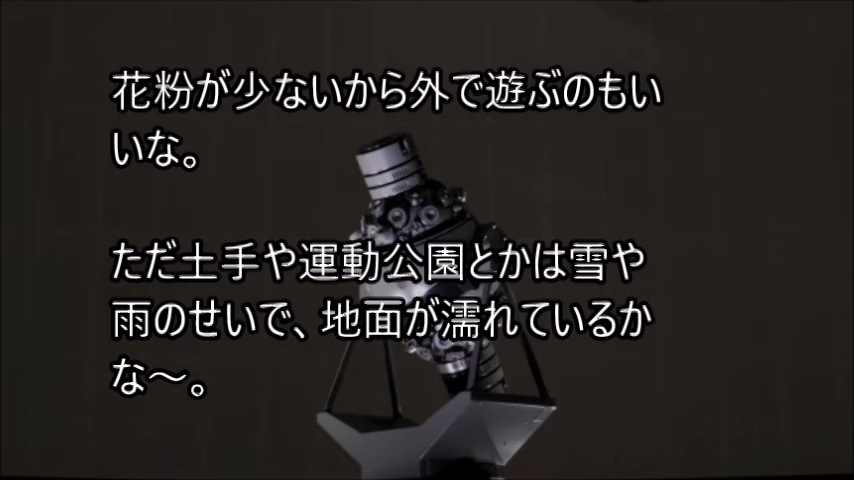 花粉が少ないから外で遊ぶのもい
いな。
ただ土手や運動公園とかは雪や
雨のせいで、地面が濡れているか
な～。